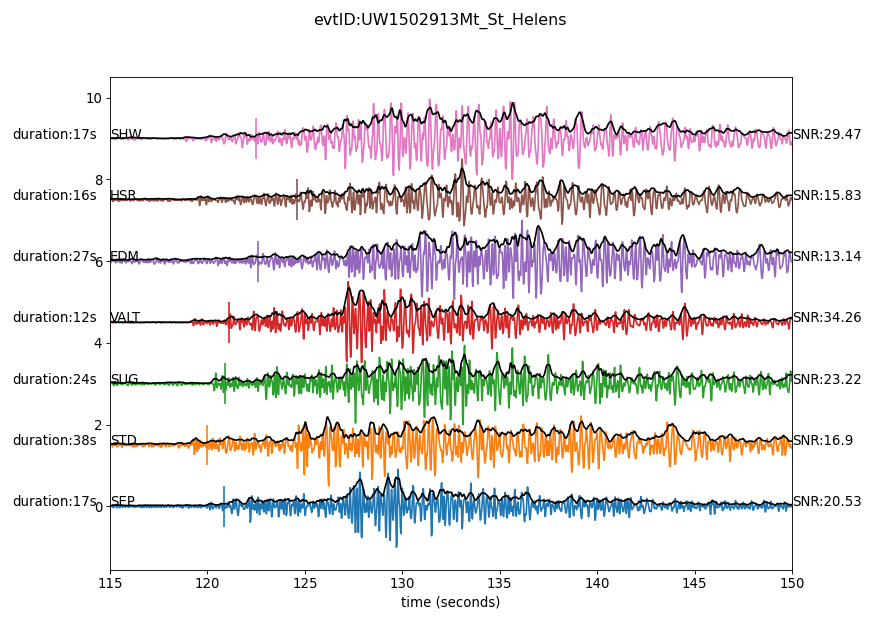 evtID:UW1502913Mt_St_Helens
10
duration:17s SHW SNR:29.47
8
duration:16s HSR SNR:15.83
duration:27s EDM SNR:13.14
6
duration:12s VALT SNR:34.26
4
duration:24s SUG SNR:23.22
2
duration:38s STD SNR:16.9
duration:17s SEP SNR:20.53
0
115 120 125 130 135 140 145 150
time (seconds)